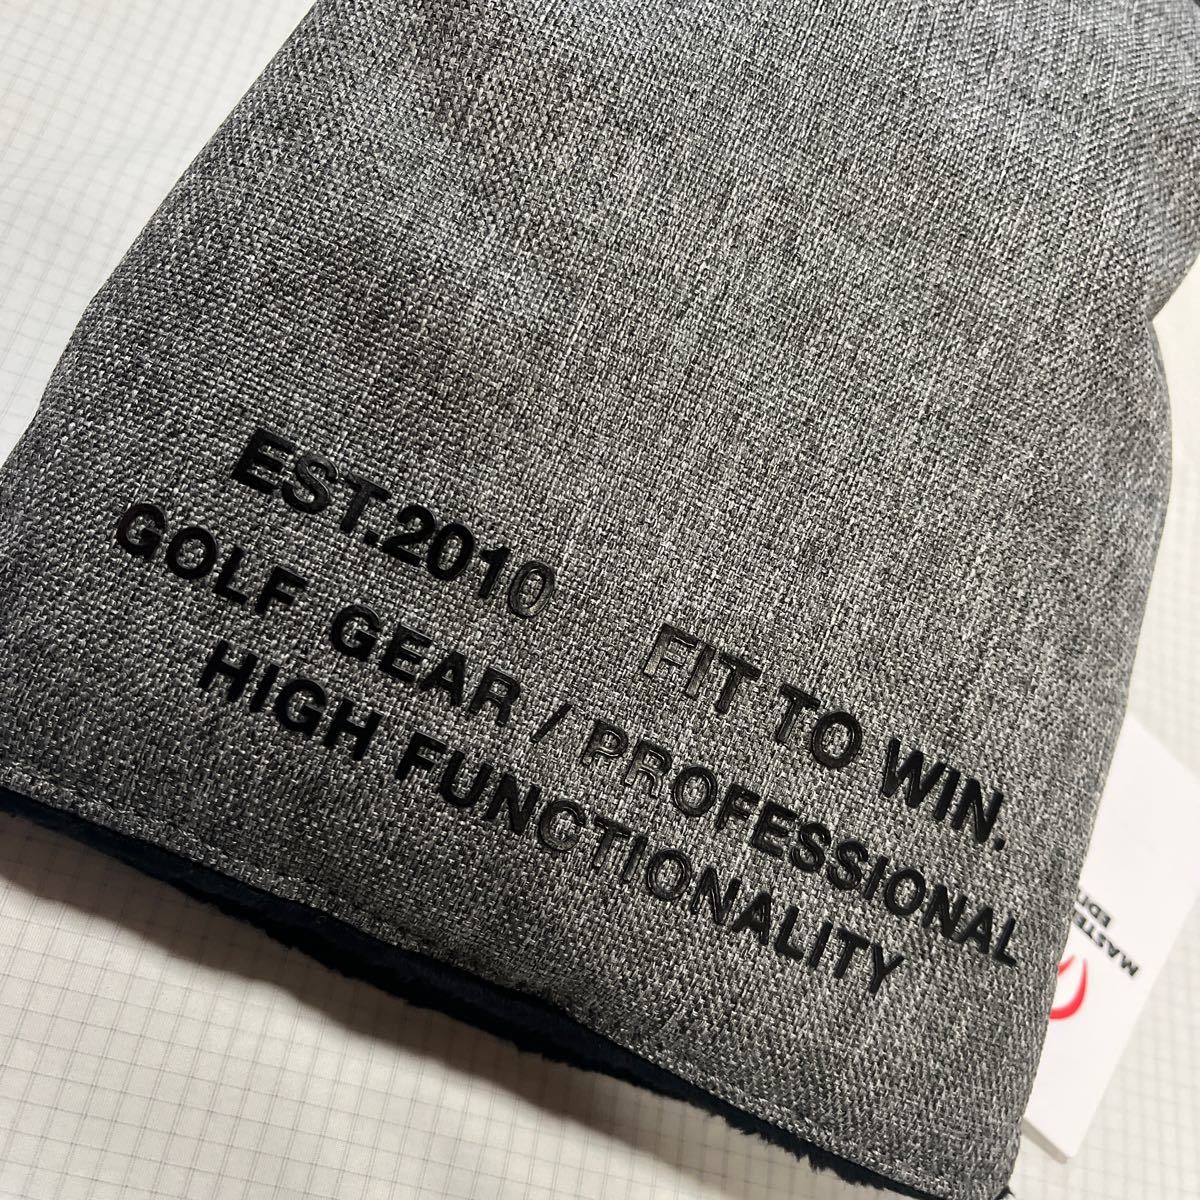 EST.2010 FIT TO WIN.
GOLF GEAR / PROFESSIONAL
HIGH FUNCTIONALITY